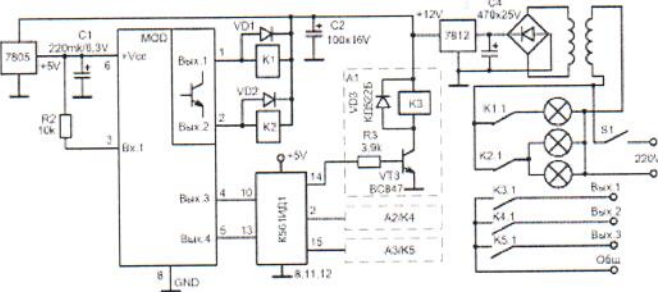 C1
220mk/6,3V
7805
+5V
R2
10k
MOD
+Vcc
6
3
Вх.1
Вых.1
1
Вых.2
2
Вых.3
4
Вых.4
5
8
GND
VD1
K1
VD2
K2
C2
100x16V
+5V
10
13
К561ИД1
14
2
15
8,11,12
A1
VD3
КД522Б
K3
R3
3.9k
VT3
BC847
A2/K4
A3/K5
+12V
7812
C4
470x25V
K1.1
K2.1
S1
220V
K3.1
Вых.1
K4.1
Вых.2
K5.1
Вых.3
Общ